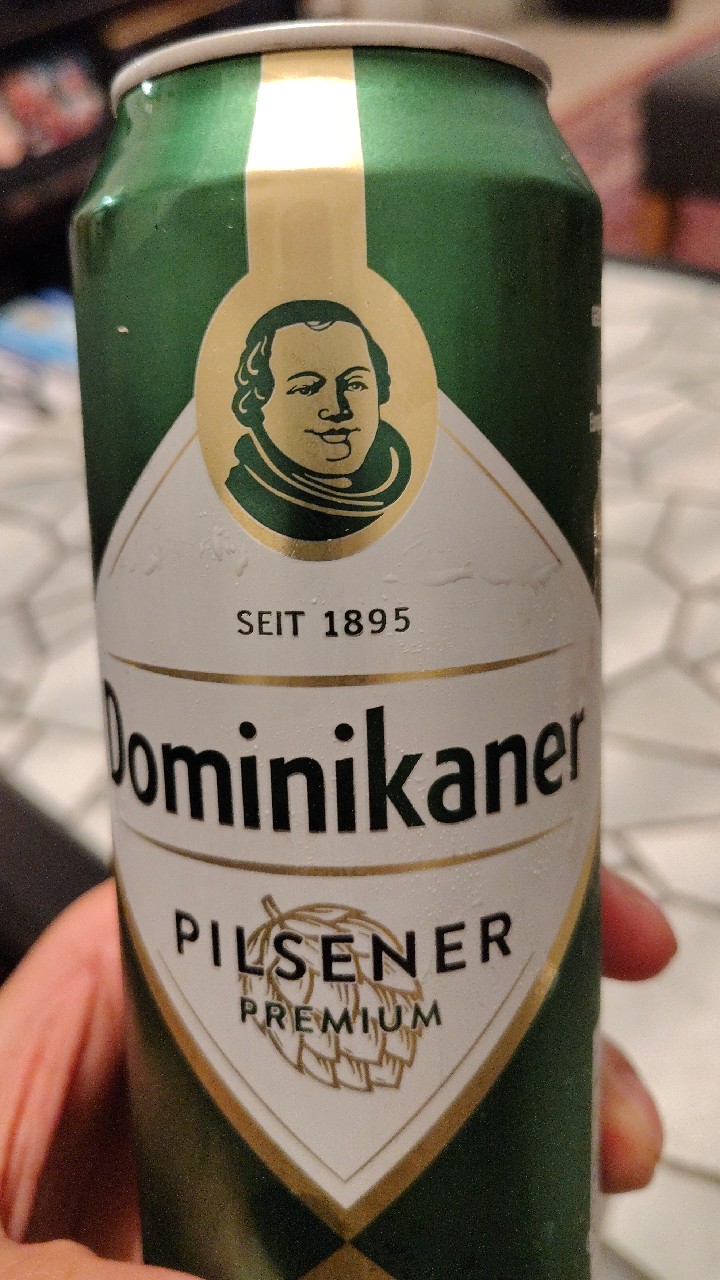 SEIT 1895
Dominikaner
PILSENER
PREMIUM